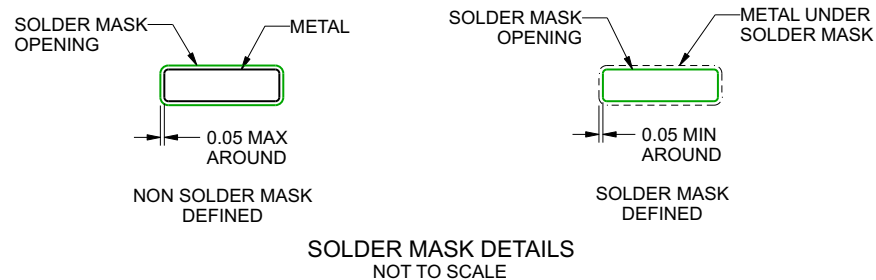 SOLDER MASK
OPENING
METAL
0.05 MAX
AROUND
NON SOLDER MASK
DEFINED
SOLDER MASK
OPENING
METAL UNDER
SOLDER MASK
0.05 MIN
AROUND
SOLDER MASK
DEFINED
SOLDER MASK DETAILS
NOT TO SCALE